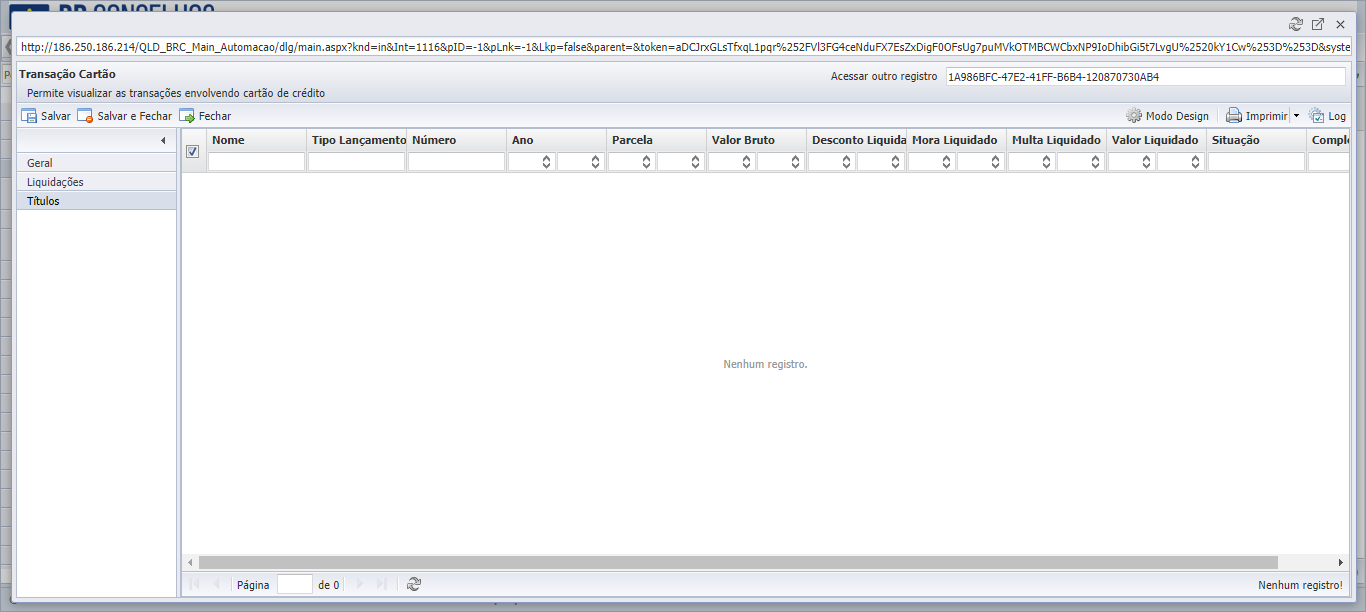 BR CONSELHOS
http://186.250.186.214/QLD_BRC_Main_Automacao/dlg/main.aspx?knd=in&Int=1116&pID=-1&pLnk=-1&Lkp=false&parent=&token=aDCJrxGLsTfxqL1pqr%252FVl3FG4ceNduFX7EsZxDigF0OFsUg7puMVkOTMBCWCbxNP9IoDhibGi5t7LvgU%2520kY1Cw%253D%253D&syste
Transação Cartão
Acessar outro registro 1A986BFC-47E2-41FF-B6B4-120870730AB4
Permite visualizar as transações envolvendo cartão de crédito
Salvar Salvar e Fechar Fechar Modo Design Imprimir Log
Nome Tipo Lançamento Número Ano Parcela Valor Bruto Desconto Liquida Mora Liquidado Multa Liquidado Valor Liquidado Situação Comple
Geral
Liquidações
Títulos
Nenhum registro.
Página de 0
Nenhum registro!